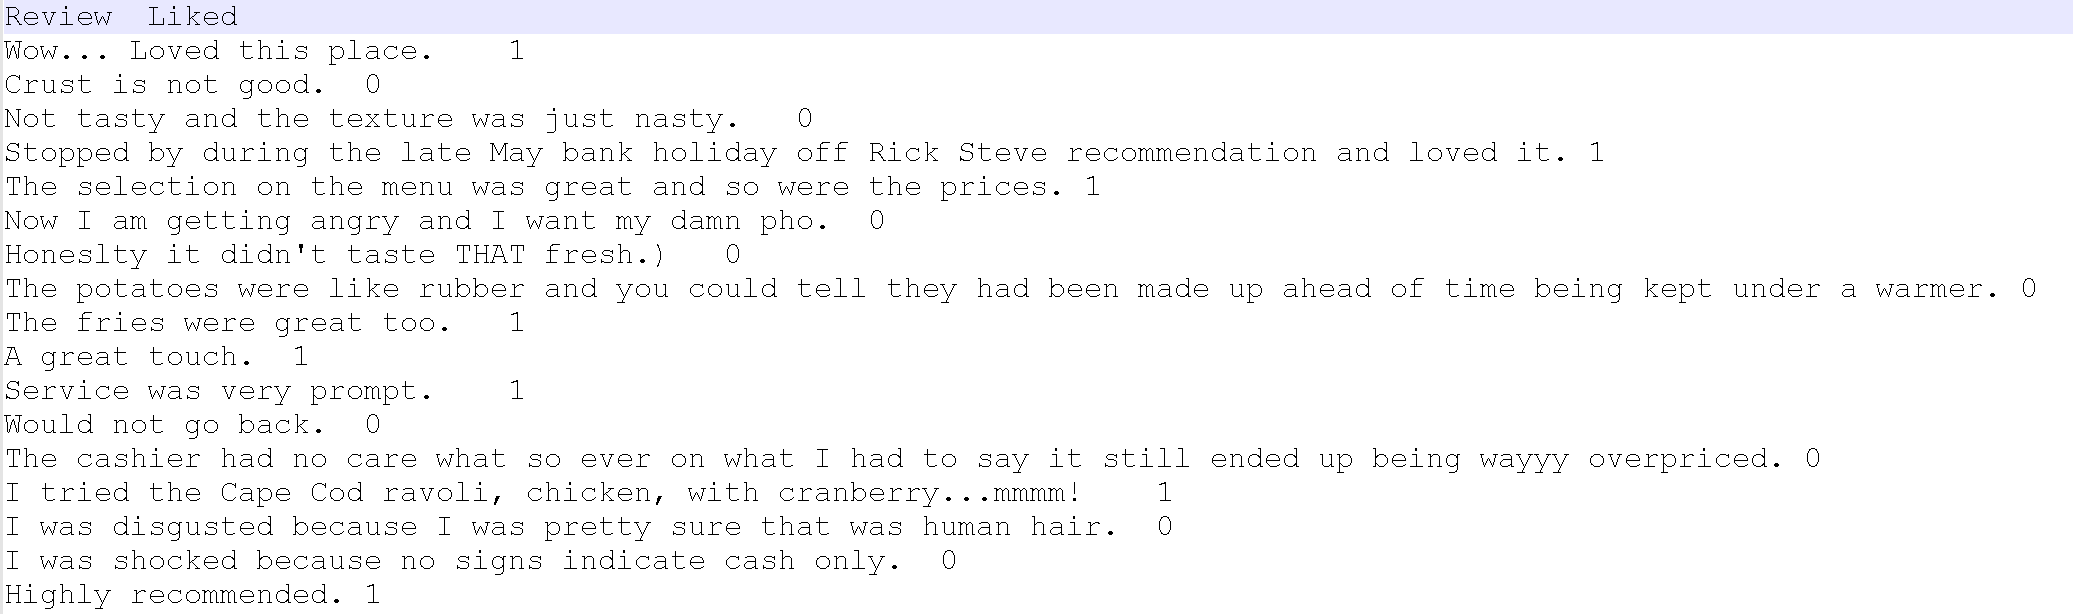 Review	Liked
Wow... Loved this place.	1
Crust is not good.	0
Not tasty and the texture was just nasty.	0
Stopped by during the late May bank holiday off Rick Steve recommendation and loved it.	1
The selection on the menu was great and so were the prices.	1
Now I am getting angry and I want my damn pho.	0
Honeslty it didn't taste THAT fresh.)	0
The potatoes were like rubber and you could tell they had been made up ahead of time being kept under a warmer.	0
The fries were great too.	1
A great touch.	1
Service was very prompt.	1
Would not go back.	0
The cashier had no care what so ever on what I had to say it still ended up being wayyy overpriced.	0
I tried the Cape Cod ravoli, chicken, with cranberry...mmmm!	1
I was disgusted because I was pretty sure that was human hair.	0
I was shocked because no signs indicate cash only.	0
Highly recommended.	1